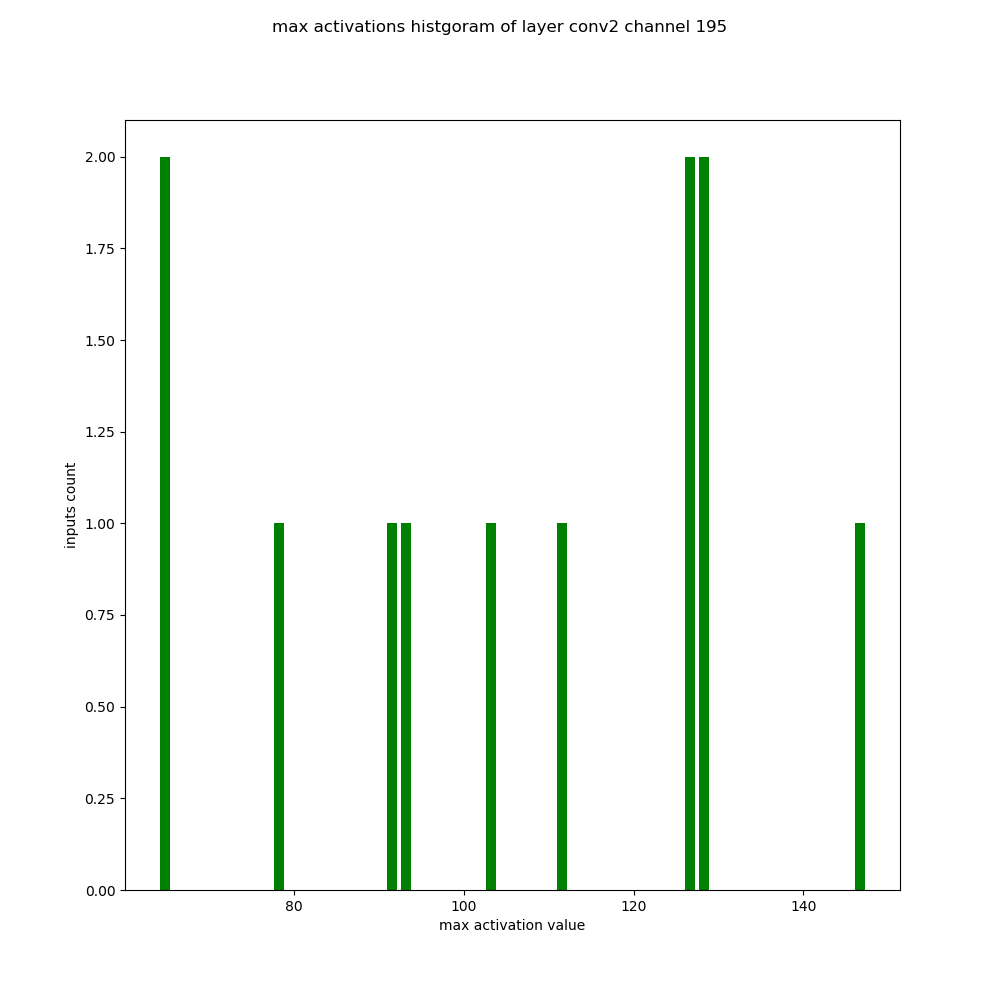 max activations histgoram of layer conv2 channel 195
2.00
1.75
1.50
1.25
1.00
0.75
0.50
0.25
0.00
inputs count
80 100 120 140
max activation value